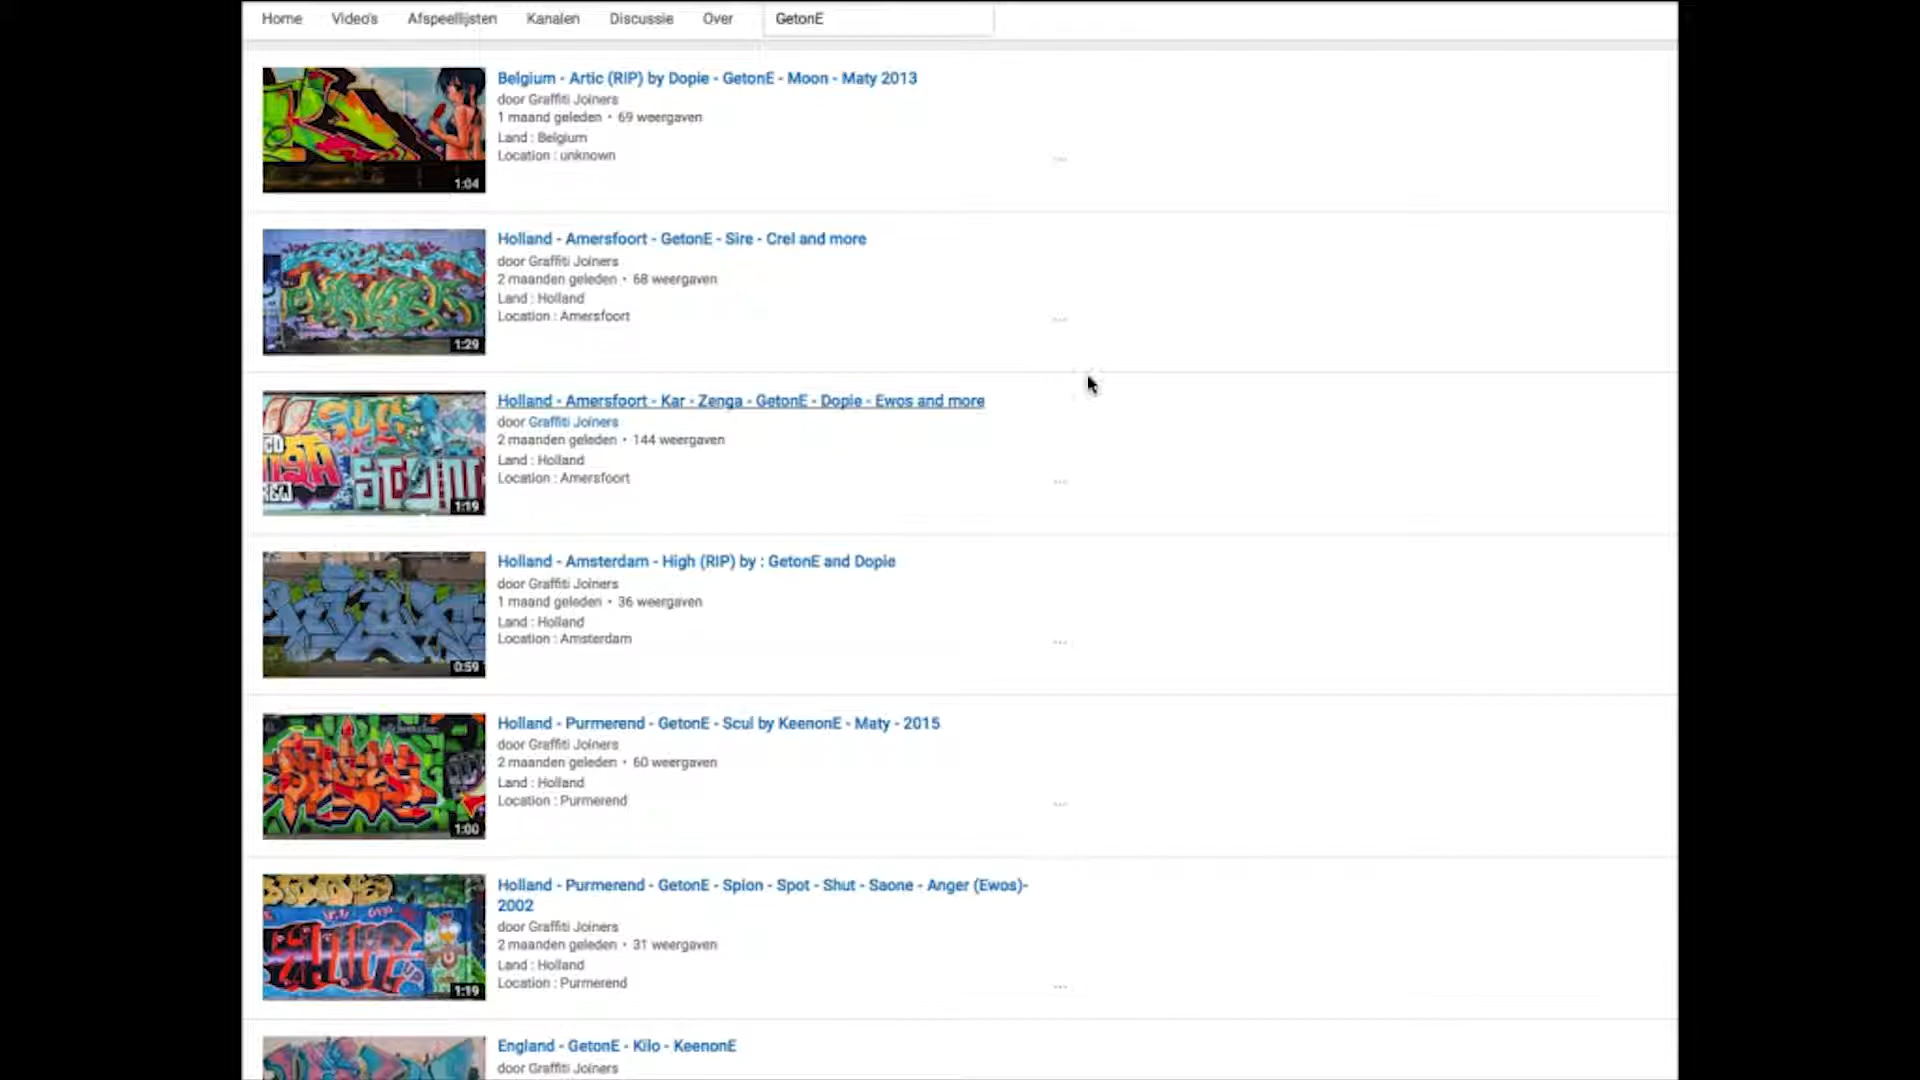 Home Video's Afspeellijsten Kanalen Discussie Over GetonE
Belgium - Artic (RIP) by Dopie - GetonE - Moon - Maty 2013
door Graffiti Joiners
1 maand geleden • 69 weergaven
Land : Belgium
Location : unknown
...
1:04
Holland - Amersfoort - GetonE - Sire - Crel and more
door Graffiti Joiners
2 maanden geleden • 68 weergaven
Land : Holland
Location : Amersfoort
...
1:29
Holland - Amersfoort - Kar - Zenga - GetonE - Dopie - Ewos and more
door Graffiti Joiners
2 maanden geleden • 144 weergaven
Land : Holland
Location : Amersfoort
...
1:19
Holland - Amsterdam - High (RIP) by : GetonE and Dopie
door Graffiti Joiners
1 maand geleden • 36 weergaven
Land : Holland
Location : Amsterdam
...
0:59
Holland - Purmerend - GetonE - Scul by KeenonE - Maty - 2015
door Graffiti Joiners
2 maanden geleden • 60 weergaven
Land : Holland
Location : Purmerend
...
1:00
Holland - Purmerend - GetonE - Spion - Spot - Shut - Saone - Anger (Ewos)-
2002
door Graffiti Joiners
2 maanden geleden • 31 weergaven
Land : Holland
Location : Purmerend
...
1:19
England - GetonE - Kilo - KeenonE
door Graffiti Joiners